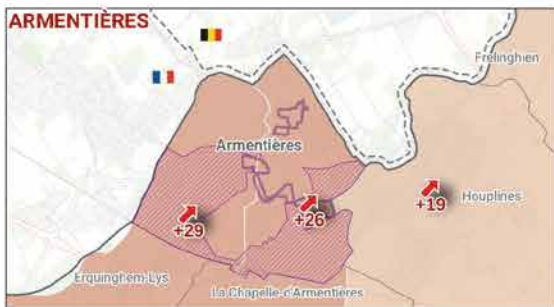 ARMENTIÈRES
Frelinghien
Armentières
Houplines
+19
+26
+29
Erquinghem-Lys
La Chapelle-d'Armentières